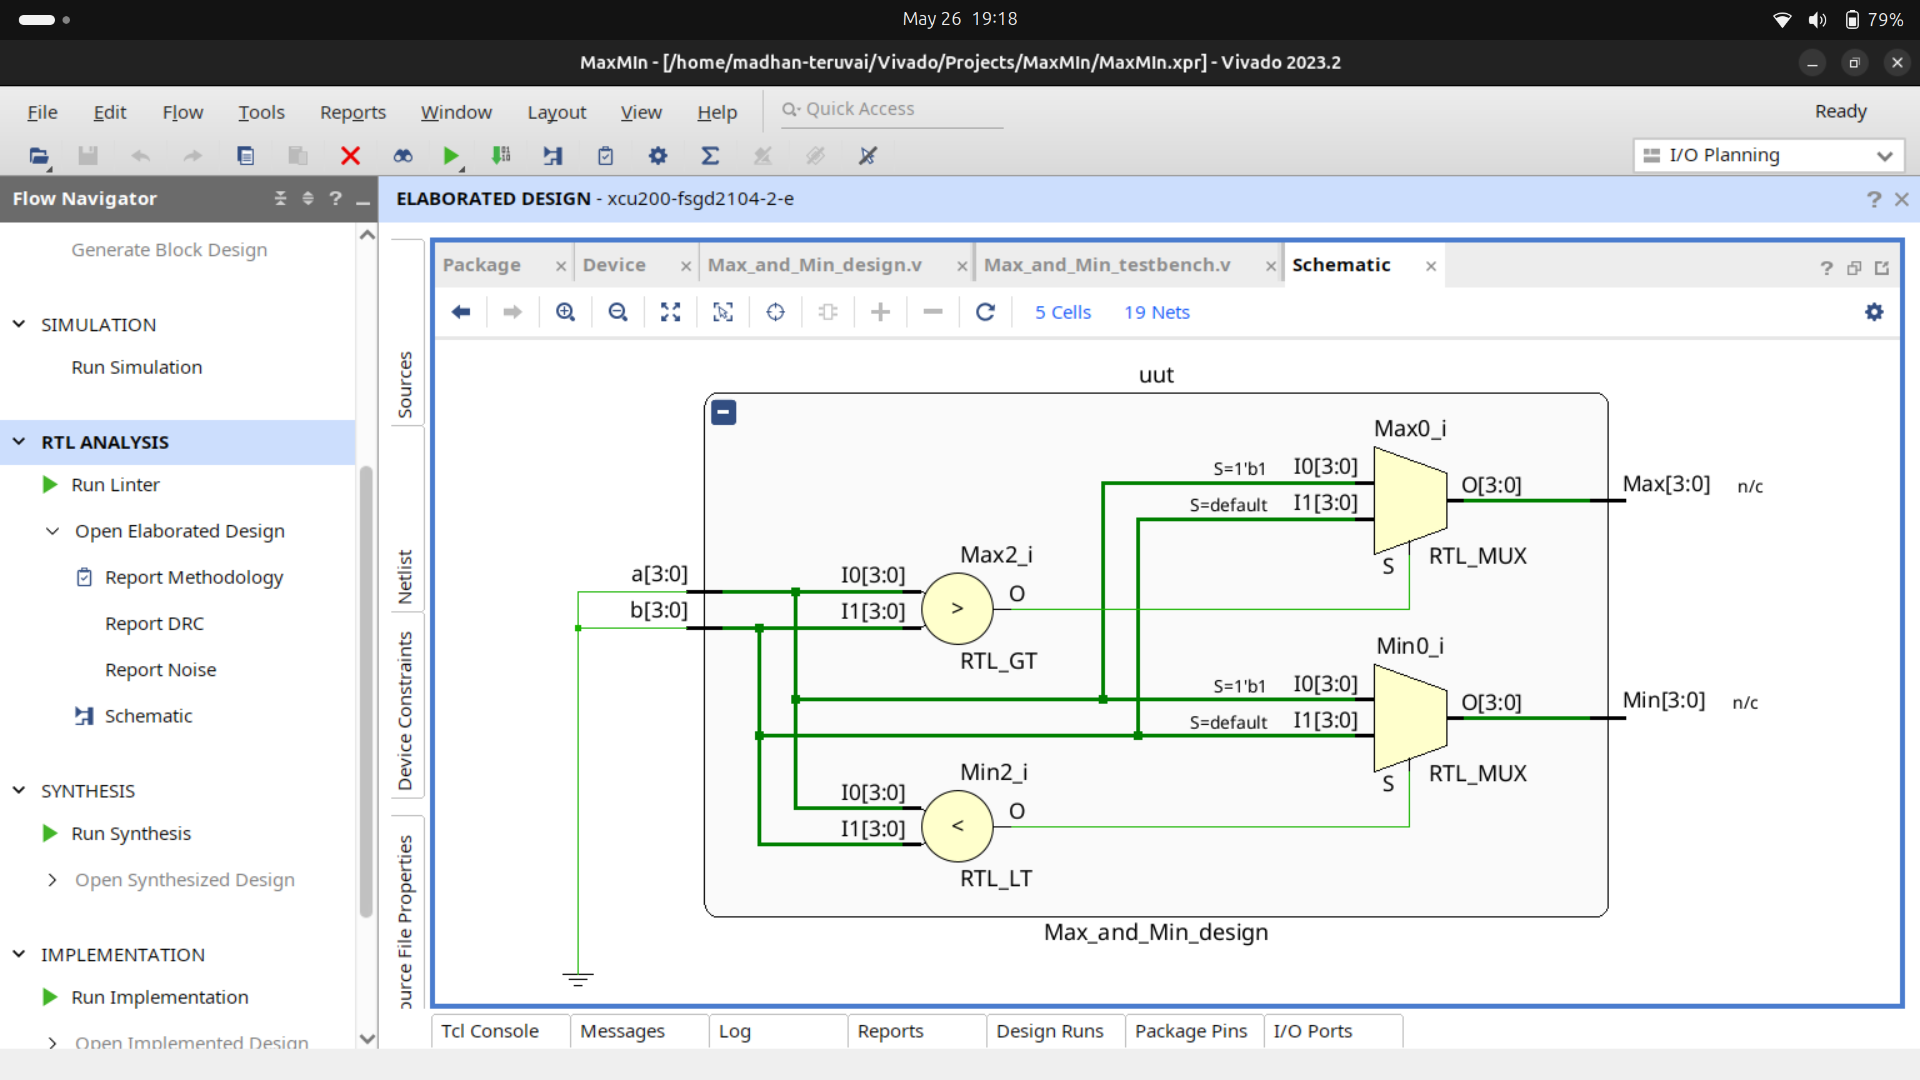 May 26 19:18
79%
MaxMIn - [/home/madhan-teruvai/Vivado/Projects/MaxMIn/MaxMIn.xpr] - Vivado 2023.2
File Edit Flow Tools Reports Window Layout View Help Quick Access Ready
I/O Planning
Flow Navigator
Generate Block Design
SIMULATION
Run Simulation
RTL ANALYSIS
Run Linter
Open Elaborated Design
Report Methodology
Report DRC
Report Noise
Schematic
SYNTHESIS
Run Synthesis
Open Synthesized Design
IMPLEMENTATION
Run Implementation
Open Implemented Design
ELABORATED DESIGN - xcu200-fsgd2104-2-e
Sources
Netlist
Device Constraints
ource File Properties
Package Device Max_and_Min_design.v Max_and_Min_testbench.v Schematic
5 Cells 19 Nets
uut
Max0_i
S=1'b1 I0[3:0]
S=default I1[3:0]
O[3:0]
Max[3:0] n/c
S
RTL_MUX
a[3:0]
b[3:0]
Max2_i
I0[3:0]
I1[3:0]
>
O
RTL_GT
Min0_i
S=1'b1 I0[3:0]
S=default I1[3:0]
O[3:0]
Min[3:0] n/c
S
RTL_MUX
Min2_i
I0[3:0]
I1[3:0]
<
O
RTL_LT
Max_and_Min_design
Tcl Console Messages Log Reports Design Runs Package Pins I/O Ports